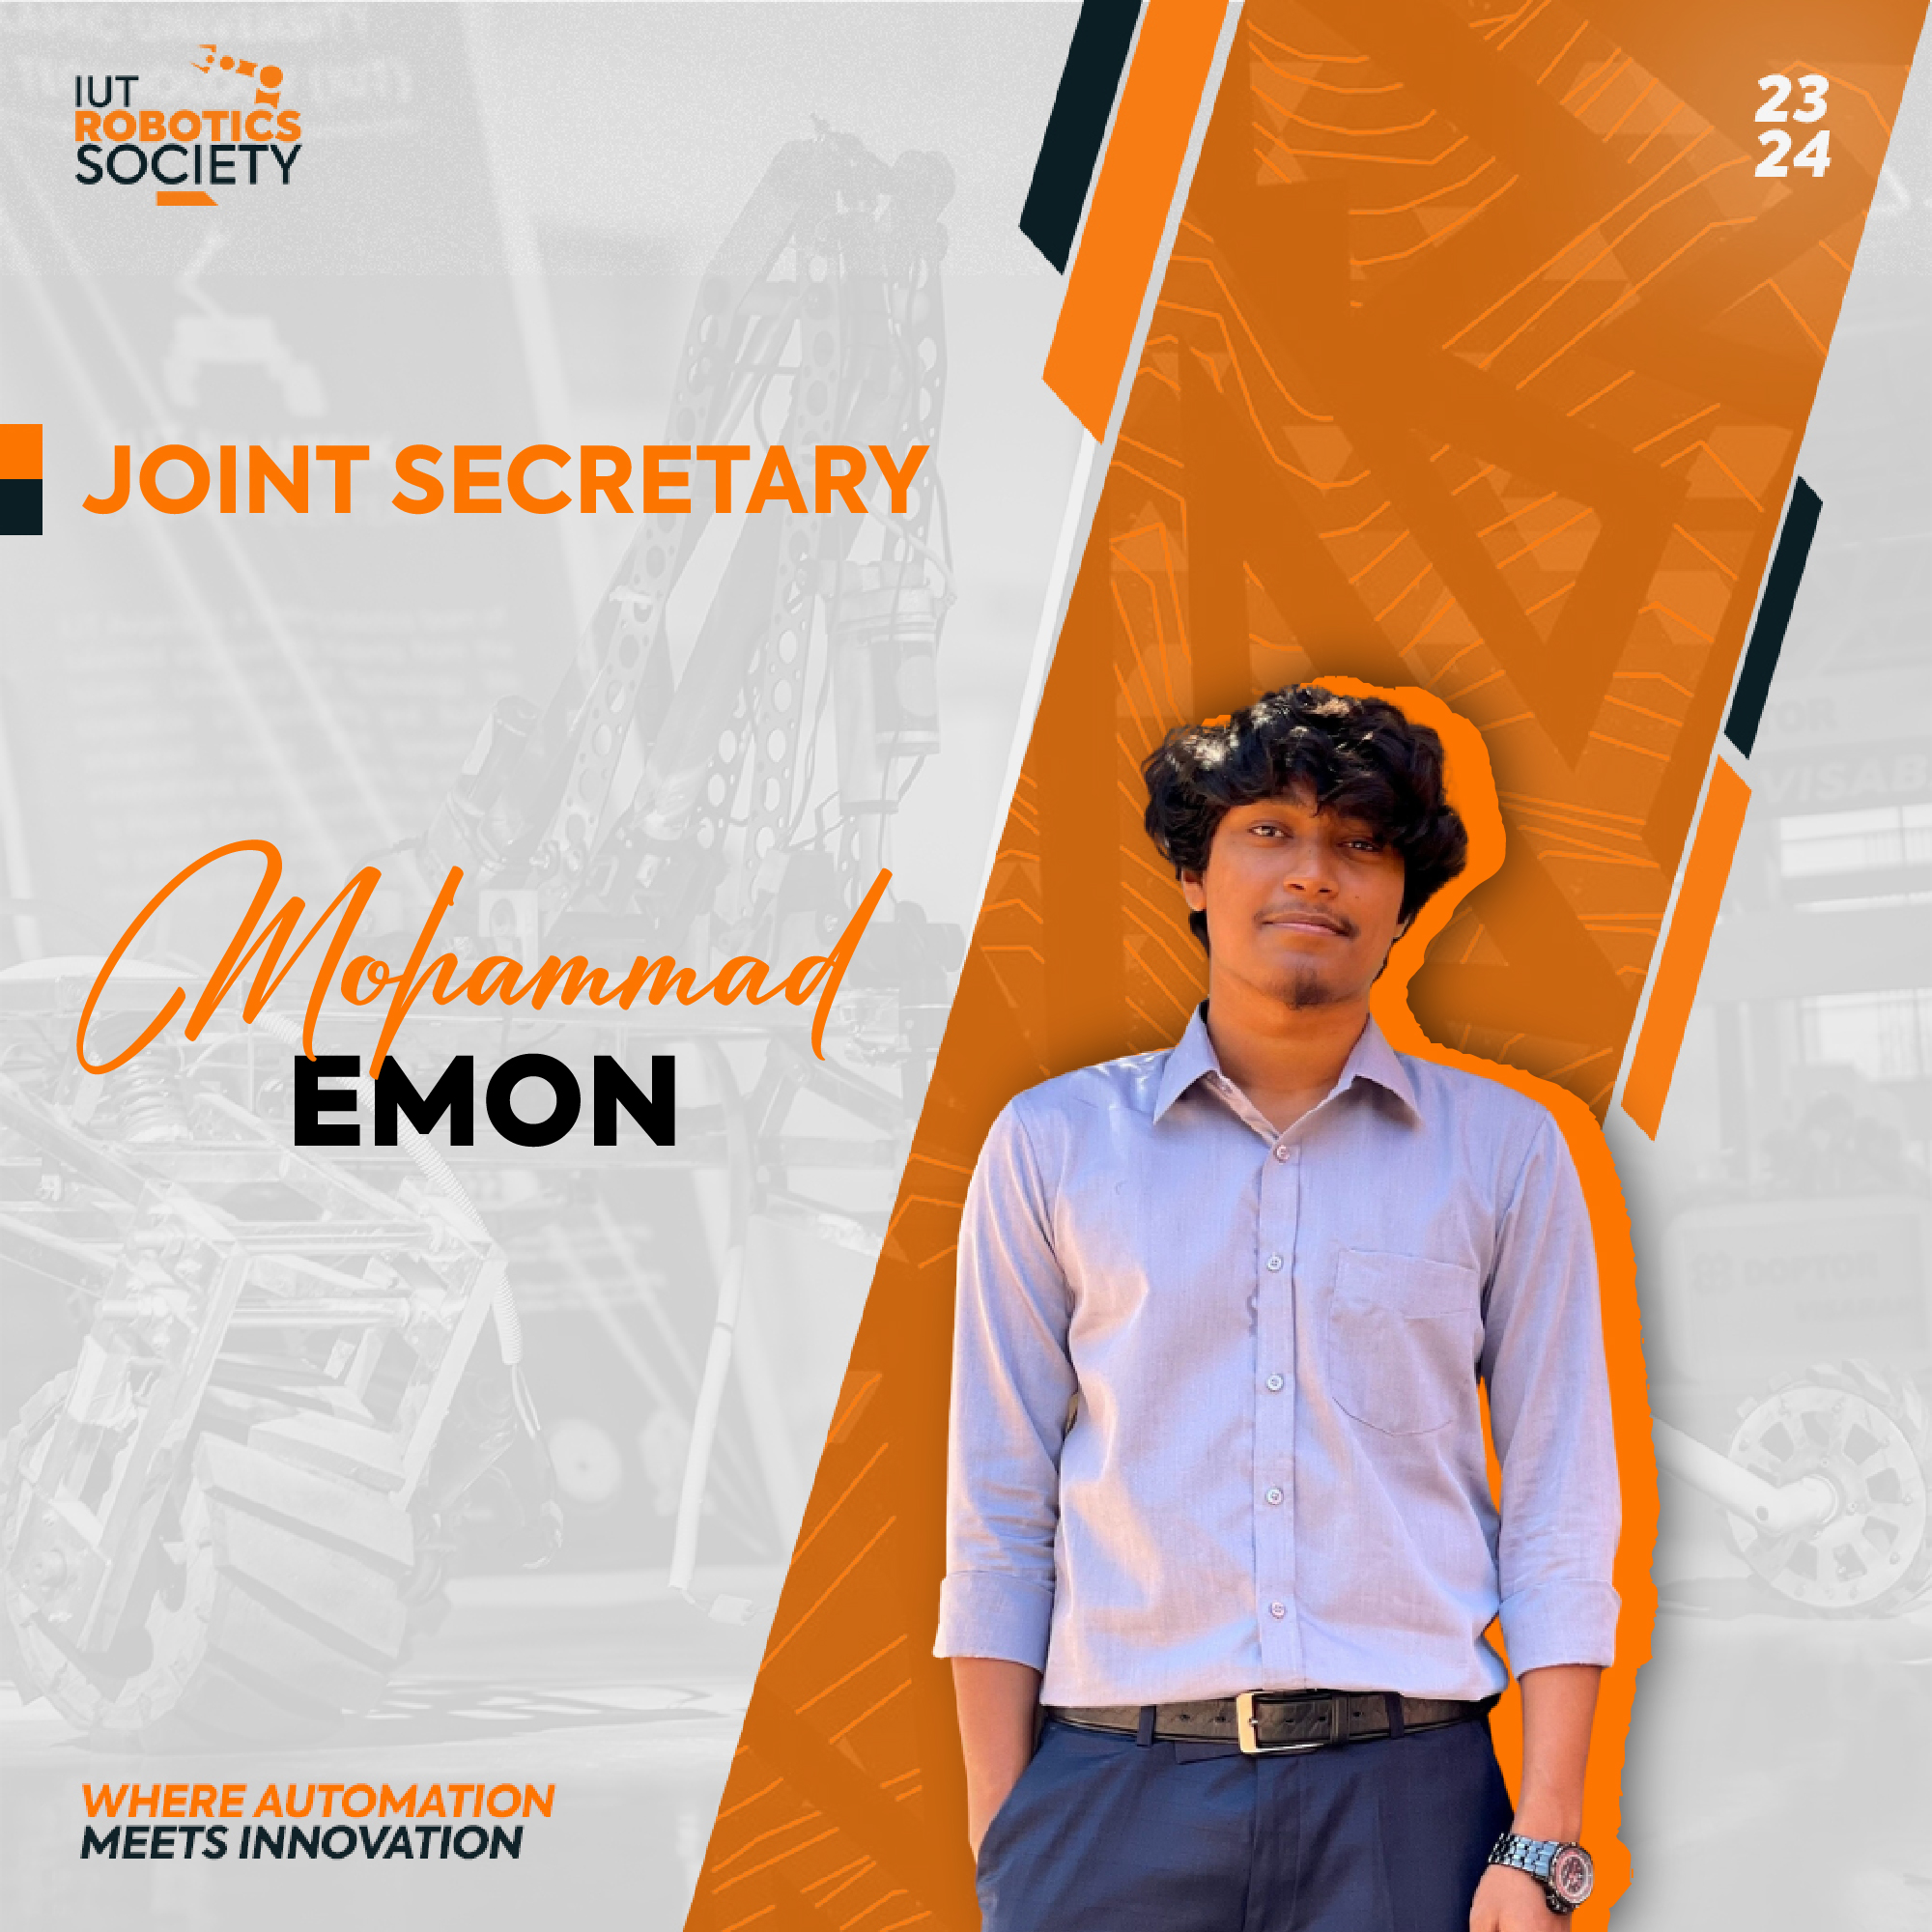 IUT
ROBOTICS
SOCIETY
23
24
JOINT SECRETARY
Mohammad
EMON
WHERE AUTOMATION
MEETS INNOVATION